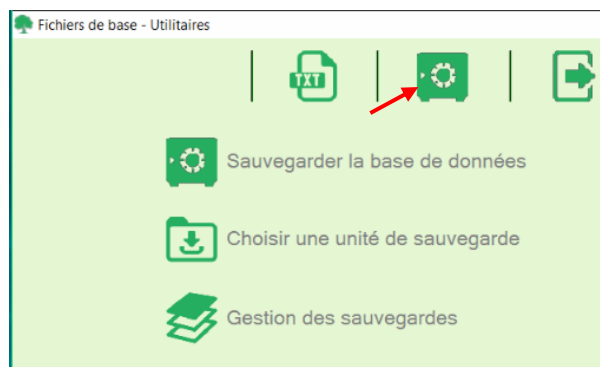 Fichiers de base - Utilitaires
TXT
Sauvegarder la base de données
Choisir une unité de sauvegarde
Gestion des sauvegardes